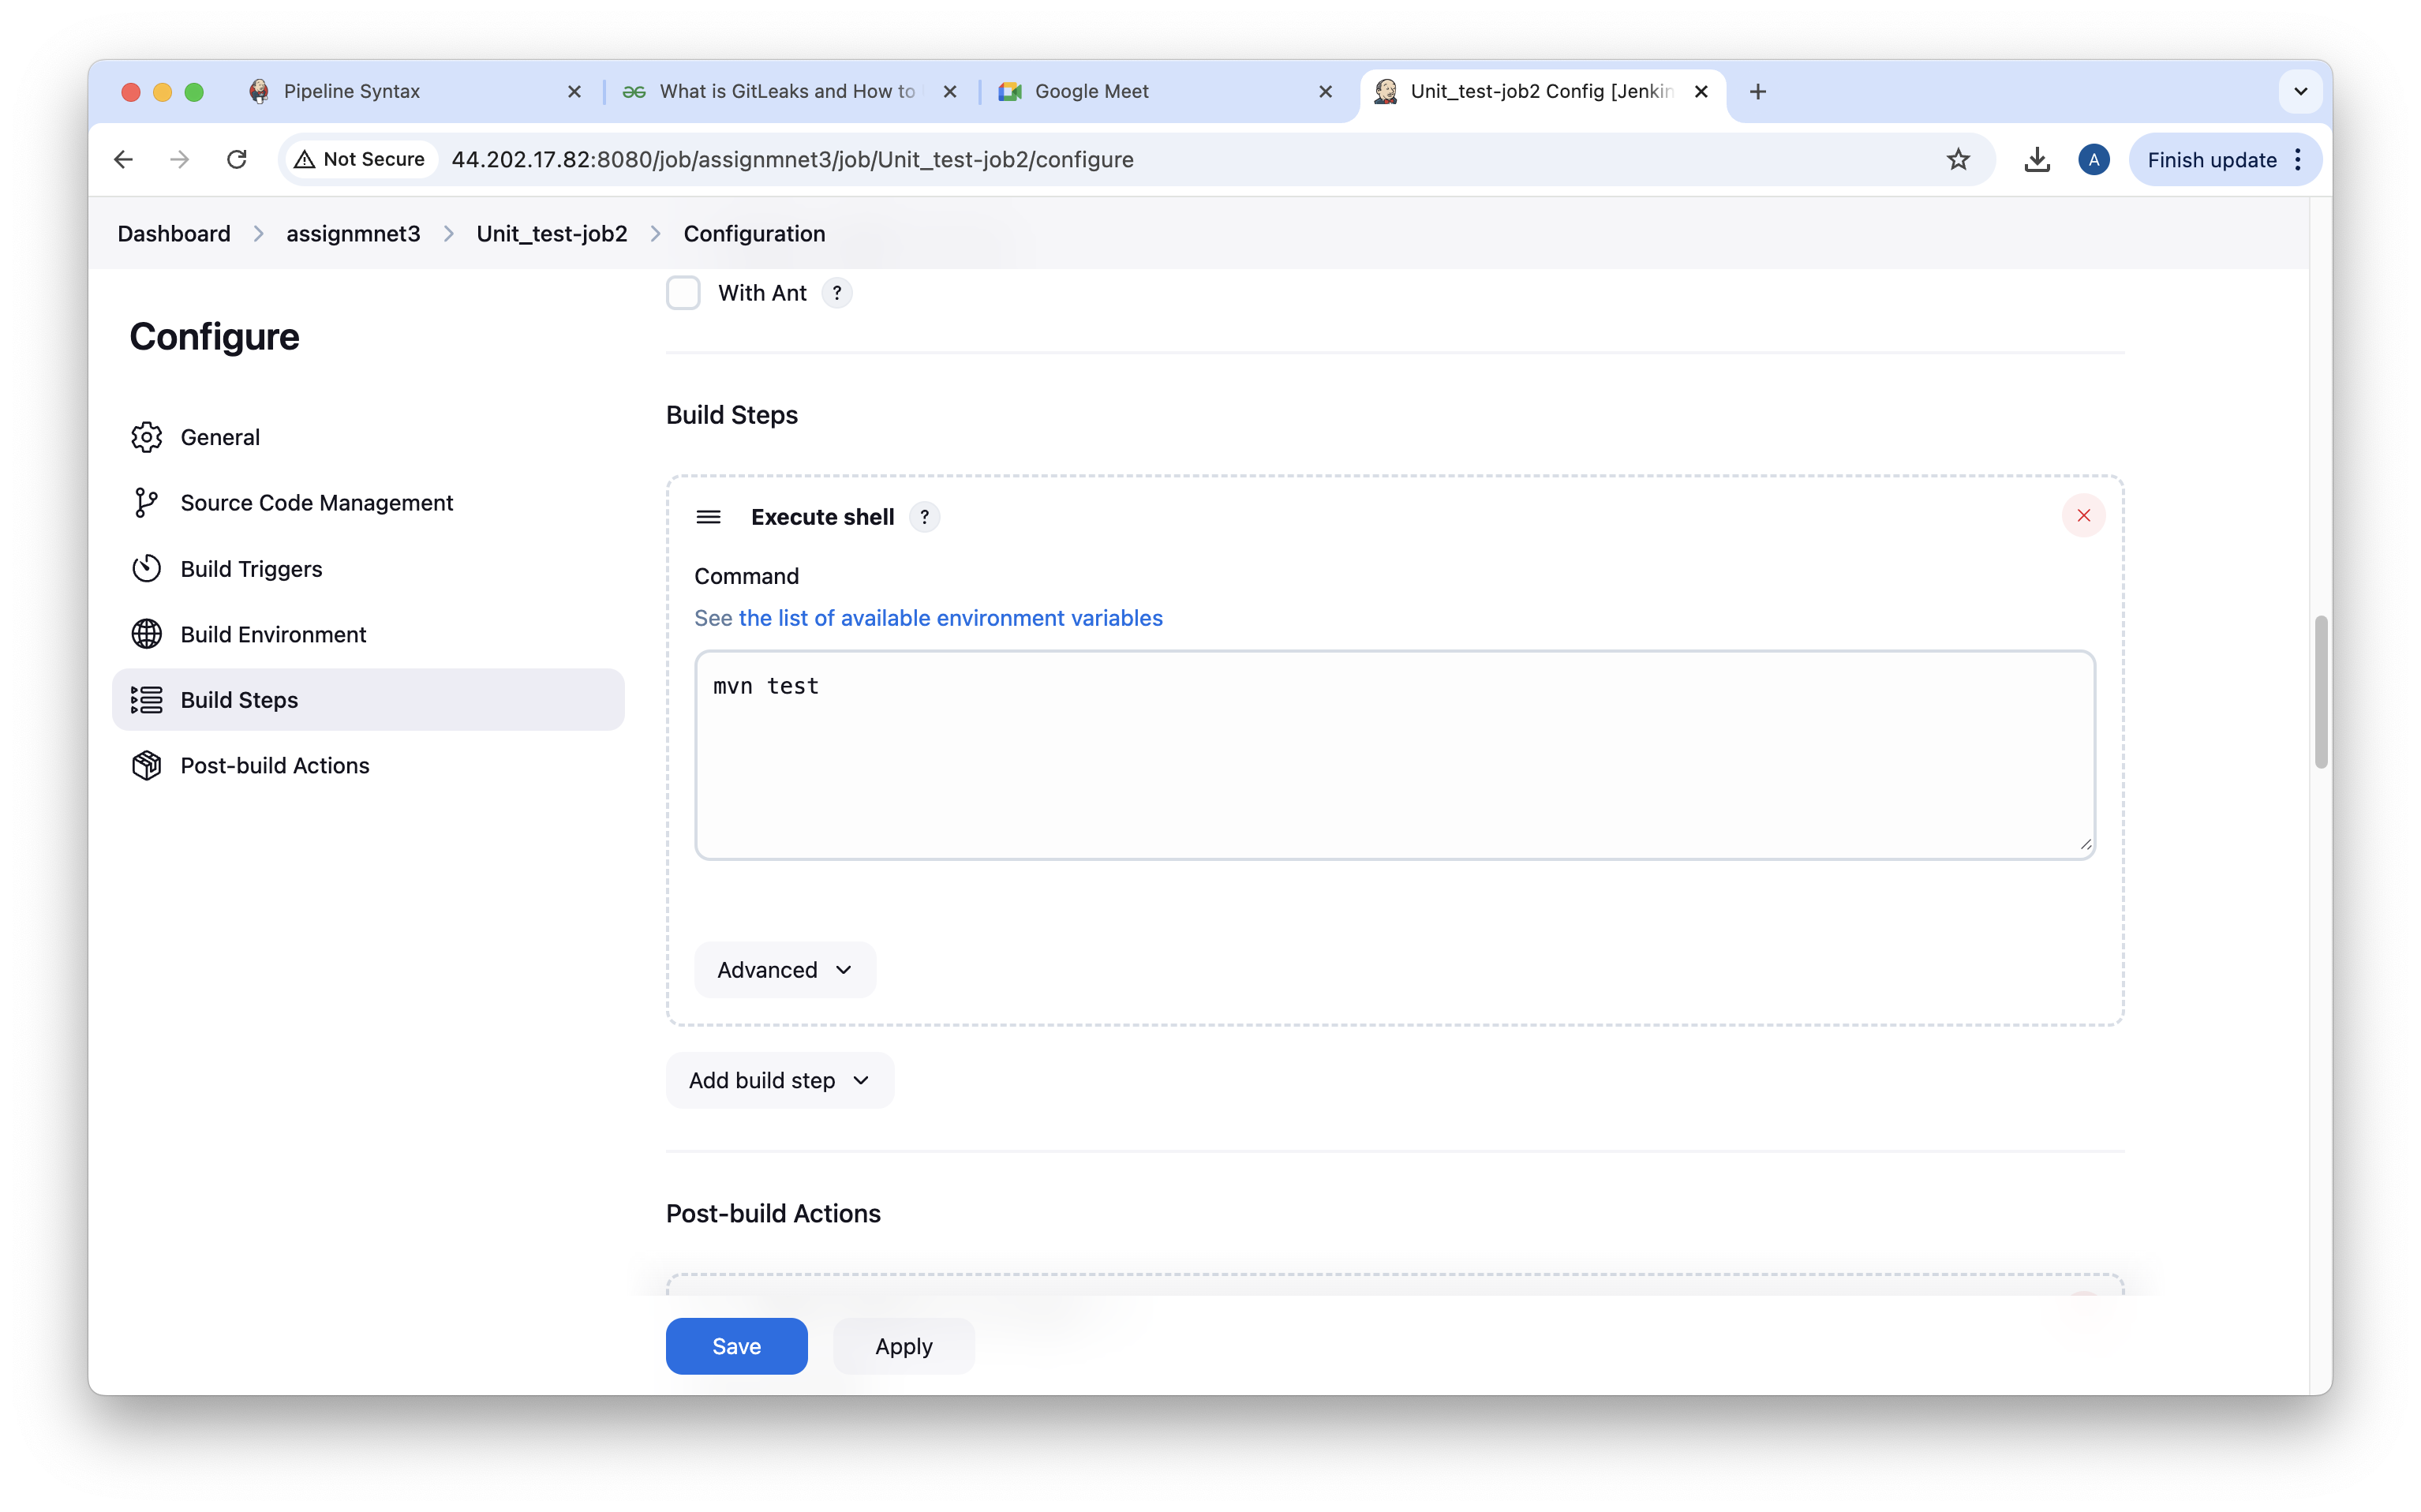 Pipeline Syntax
What is GitLeaks and How to
Google Meet
Unit_test-job2 Config [Jenkin
Not Secure
44.202.17.82:8080/job/assignmnet3/job/Unit_test-job2/configure
A
Finish update
Dashboard > assignmnet3 > Unit_test-job2 > Configuration
With Ant ?
Configure
General
Source Code Management
Build Triggers
Build Environment
Build Steps
Post-build Actions
Build Steps
Execute shell ?
Command
See the list of available environment variables
mvn test
Advanced
Add build step
Post-build Actions
Save
Apply